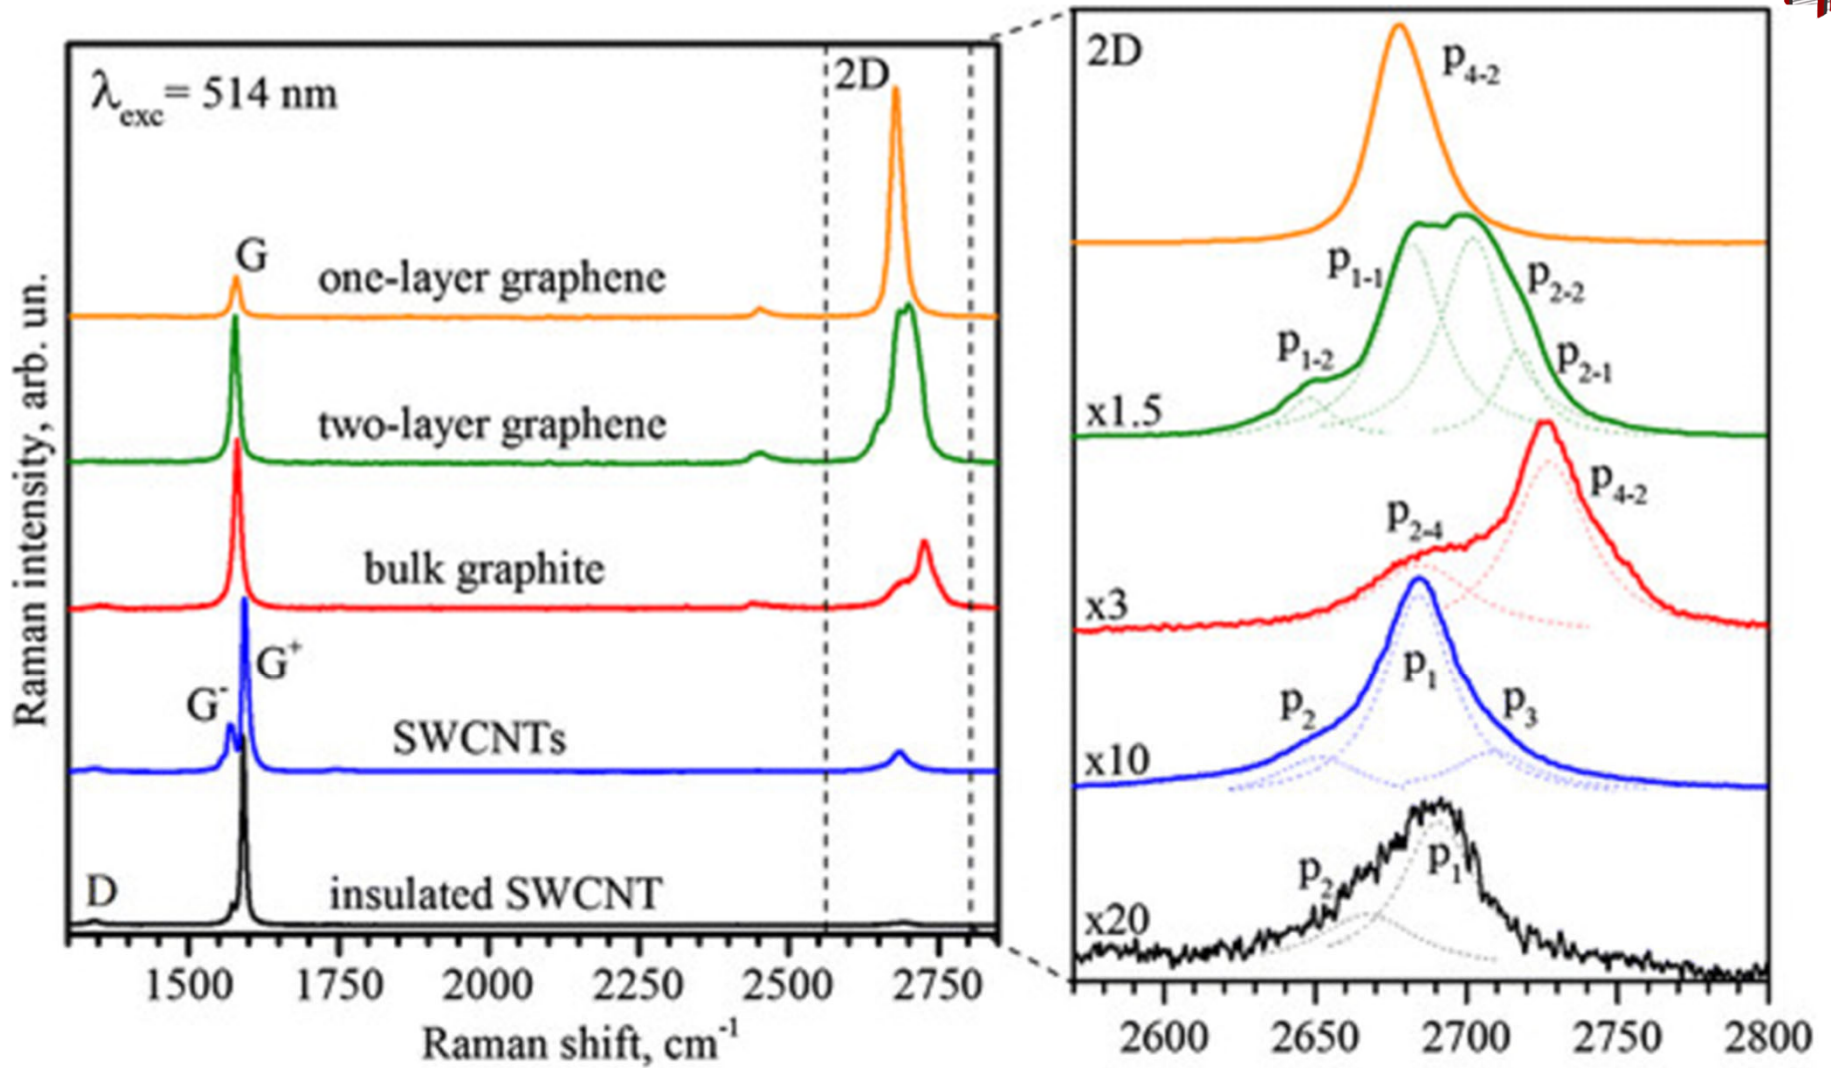 λexc= 514 nm
2D
G
one-layer graphene
two-layer graphene
bulk graphite
G-
G+
SWCNTs
D
insulated SWCNT
1500 1750 2000 2250 2500 2750
Raman shift, cm-1
Raman intensity, arb. un.
2D
p4-2
p1-1
p2-2
p1-2
p2-1
x1.5
p4-2
p2-4
x3
p1
p2
p3
x10
p2
p1
x20
2600 2650 2700 2750 2800